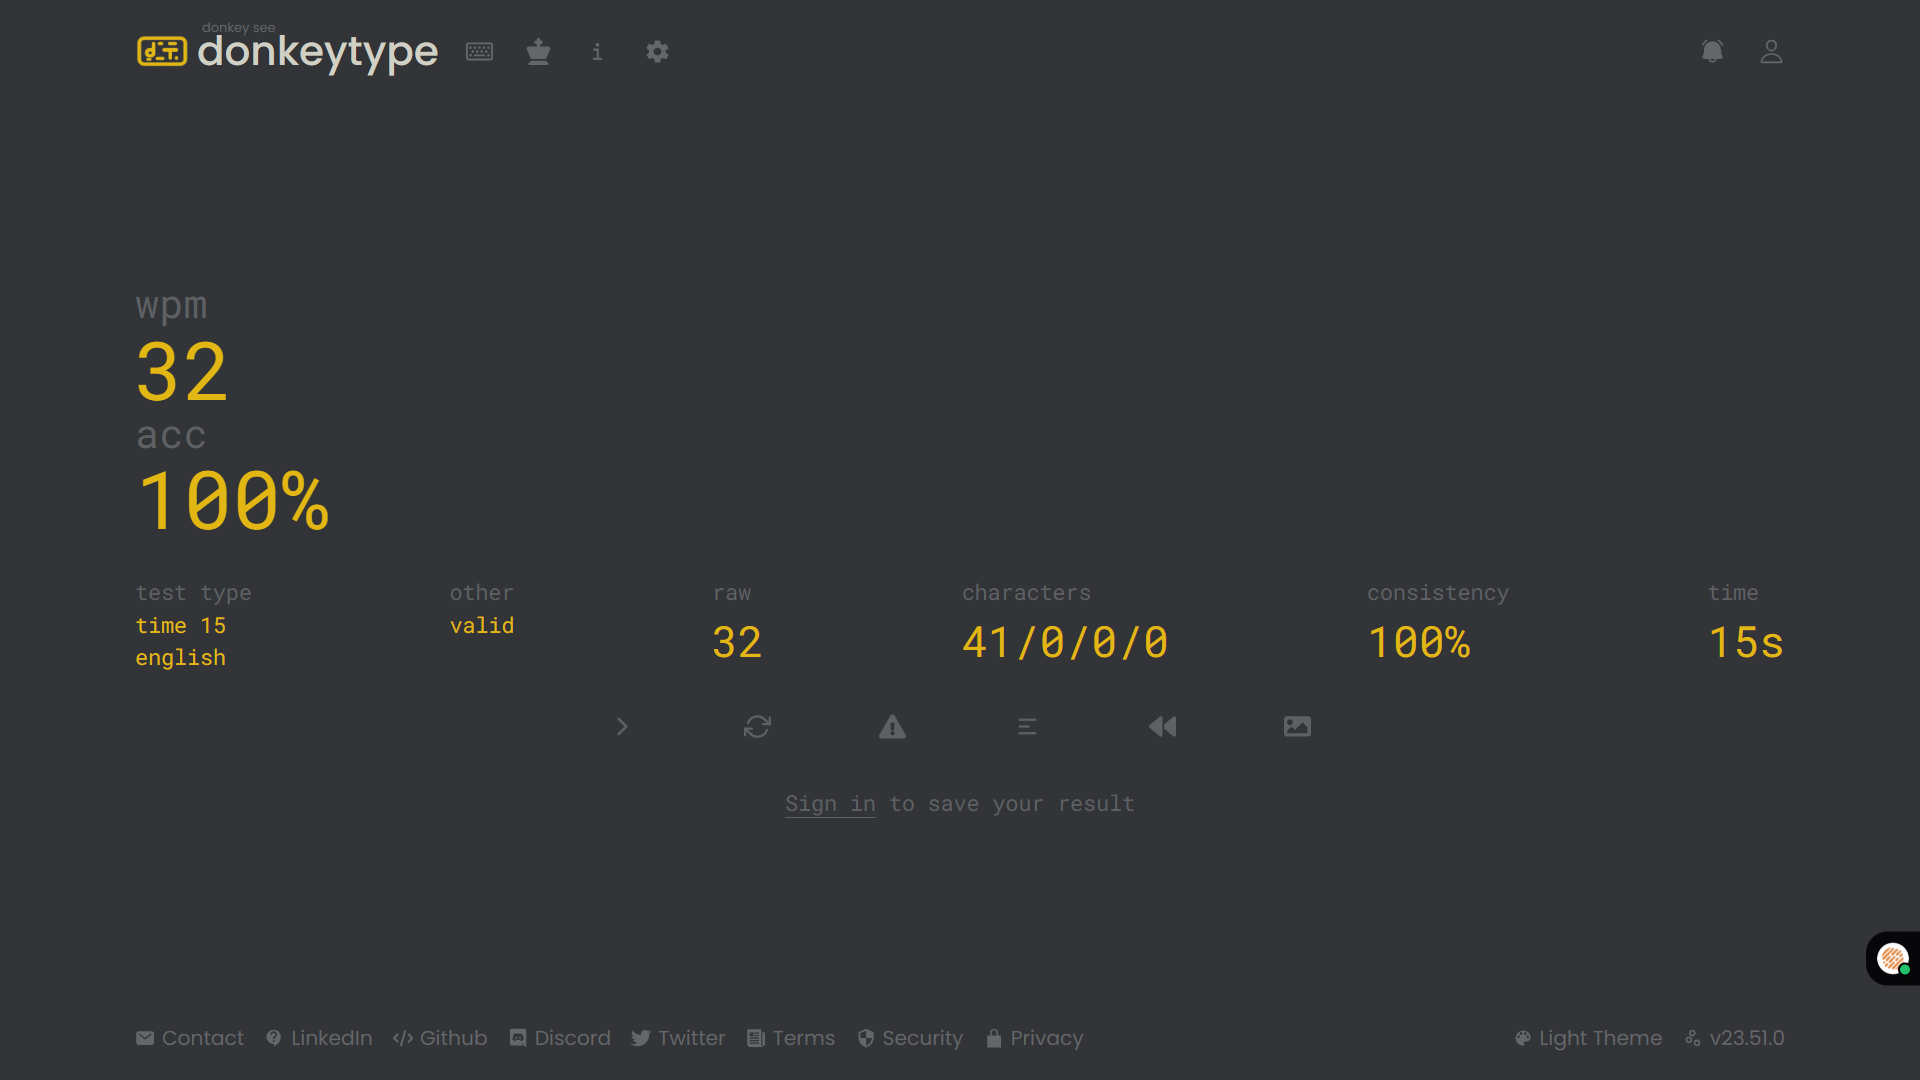 donkey see
donkeytype
wpm
32
acc
100%
test type
time 15
english
other
valid
raw
32
characters
41/0/0/0
consistency
100%
time
15s
Sign in to save your result
Contact LinkedIn Github Discord Twitter Terms Security Privacy Light Theme v23.51.0